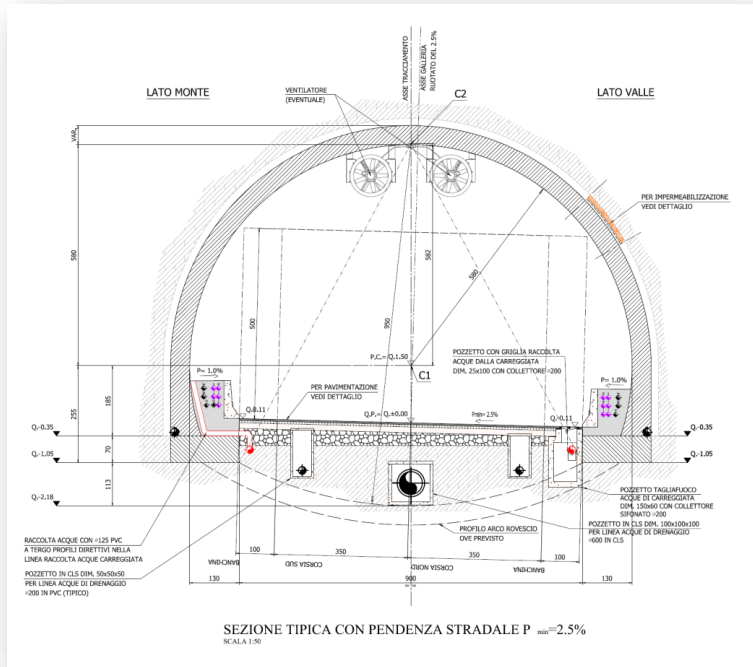 ASSE TRACCIAMENTO
ASSE GALLERIA
RUOTATO DEL 2.5%
LATO MONTE
VENTILATORE
(EVENTUALE)
C2
LATO VALLE
VAR.
PER IMPERMEABILIZZAZIONE
VEDI DETTAGLIO
580
582
580
500
950
P.C.= Q.1.50
C1
POZZETTO CON GRIGLIA RACCOLTA
ACQUE DALLA CARREGGIATA
DIM. 25x100 CON COLLETTORE ⌀200
P= 1.0%
P= 1.0%
PER PAVIMENTAZIONE
VEDI DETTAGLIO
255
185
Q.0.11
Q.P.= Q.±0.00
Pmin= 2.5%
Q.-0.11
Q.-0.35
Q.-0.35
70
Q.-1.05
Q.-1.05
113
Q.-2.18
POZZETTO TAGLIAFUOCO
ACQUE DI CARREGGIATA
DIM. 150x60 CON COLLETTORE
SIFONATO ⌀200
PROFILO ARCO ROVESCIO
OVE PREVISTO
POZZETTO IN CLS DIM. 100x100x100
PER LINEA ACQUE DI DRENAGGIO
⌀600 IN CLS
RACCOLTA ACQUE CON ⌀125 PVC
A TERGO PROFILI DIRETTIVI NELLA
LINEA RACCOLTA ACQUE CARREGGIATA
POZZETTO IN CLS DIM. 50x50x50
PER LINEA ACQUE DI DRENAGGIO
⌀200 IN PVC (TIPICO)
100
350
350
100
BANCHINA
CORSIA SUD
CORSIA NORD
BANCHINA
130
900
130
SEZIONE TIPICA CON PENDENZA STRADALE P min=2.5%
SCALA 1:50